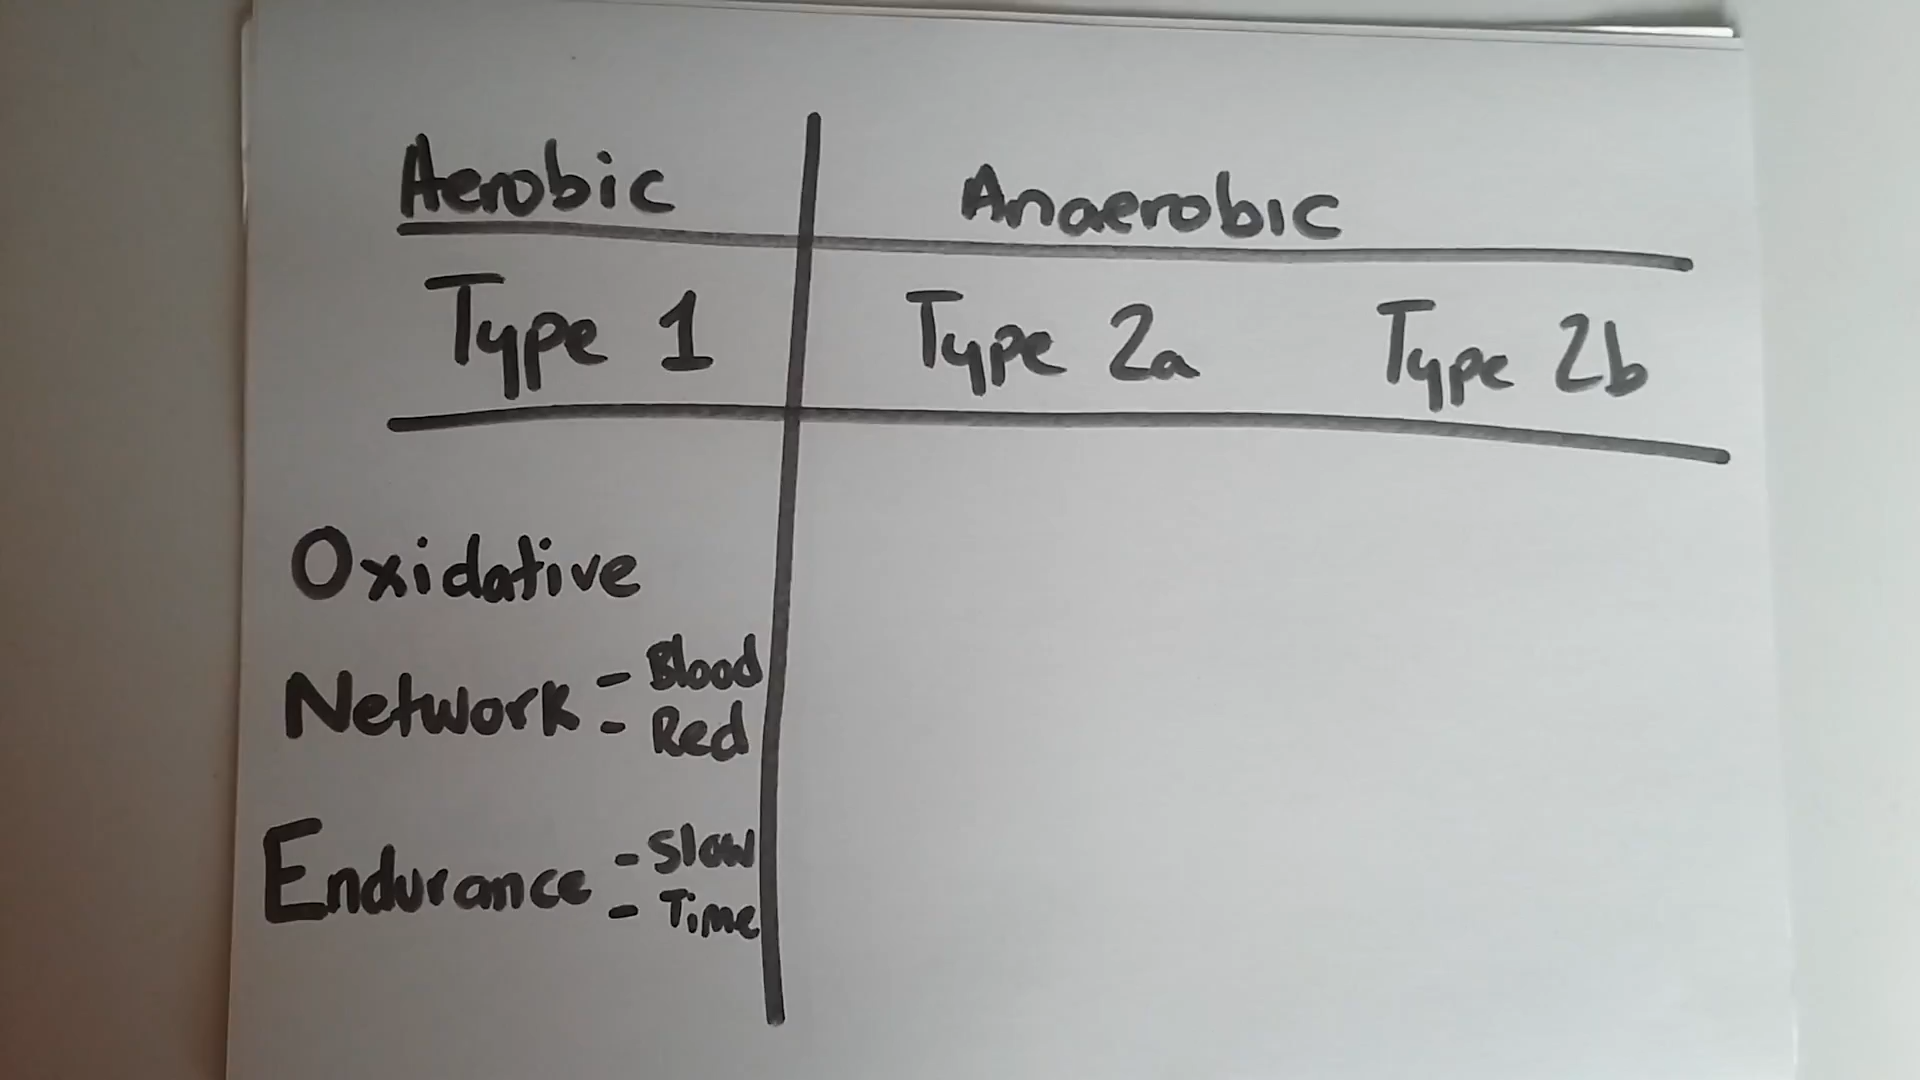 Aerobic Anaerobic
Type 1 Type 2a Type 2b
Oxidative
Network - Blood
- Red
Endurance - Slow
- Time